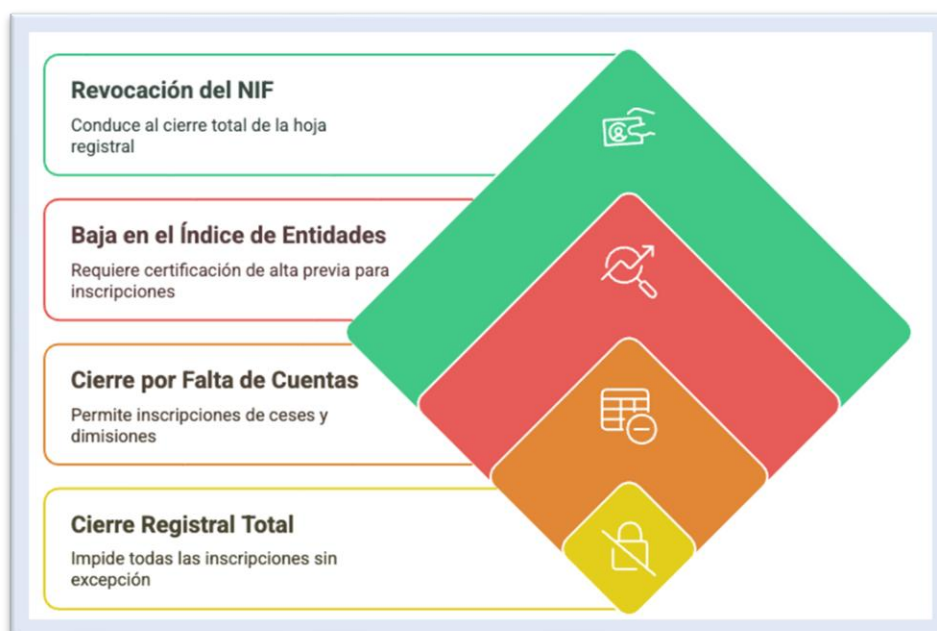 Revocación del NIF
Conduce al cierre total de la hoja
registral
Baja en el Índice de Entidades
Requiere certificación de alta previa para
inscripciones
Cierre por Falta de Cuentas
Permite inscripciones de ceses y
dimisiones
Cierre Registral Total
Impide todas las inscripciones sin
excepción